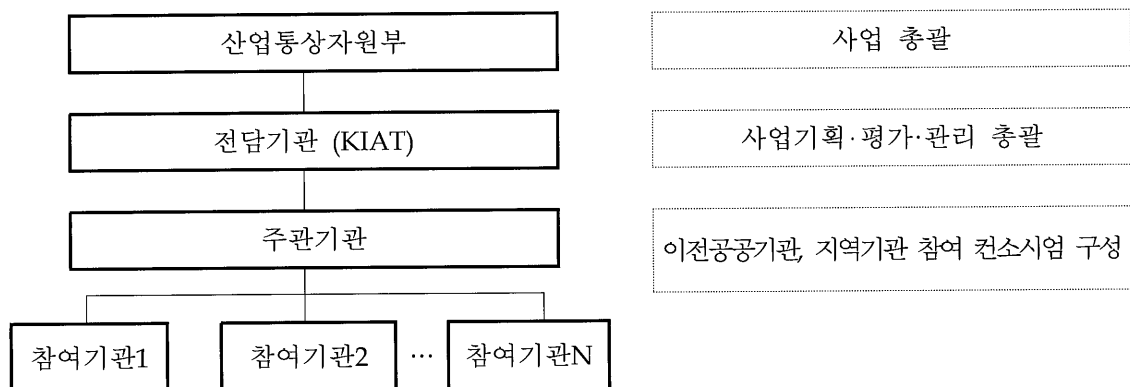 산업통상자원부
사업 총괄
전담기관 (KIAT)
사업기획·평가·관리 총괄
주관기관
이전공공기관, 지역기관 참여 컨소시엄 구성
참여기관1
참여기관2
···
참여기관N